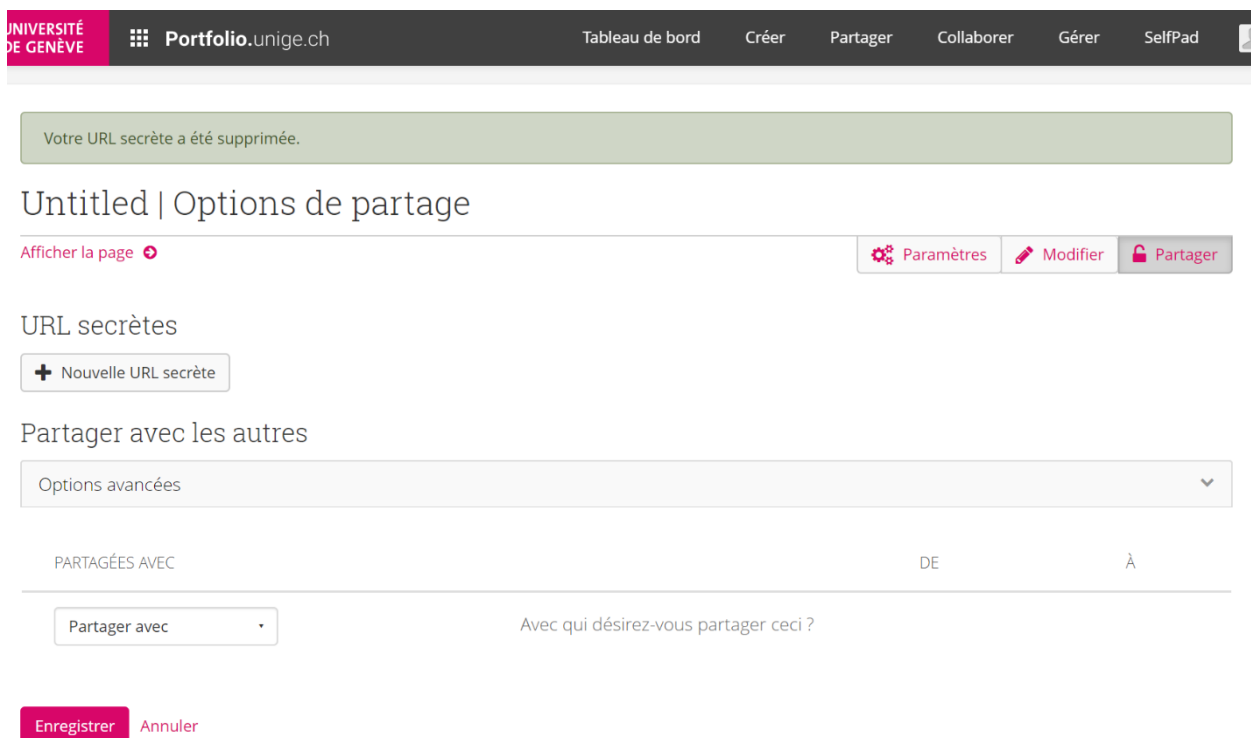 UNIVERSITÉ
DE GENÈVE
Portfolio.unige.ch Tableau de bord Créer Partager Collaborer Gérer SelfPad
Votre URL secrète a été supprimée.
Untitled | Options de partage
Afficher la page Paramètres Modifier Partager
URL secrètes
Nouvelle URL secrète
Partager avec les autres
Options avancées
PARTAGÉES AVEC DE À
Partager avec Avec qui désirez-vous partager ceci ?
Enregistrer Annuler